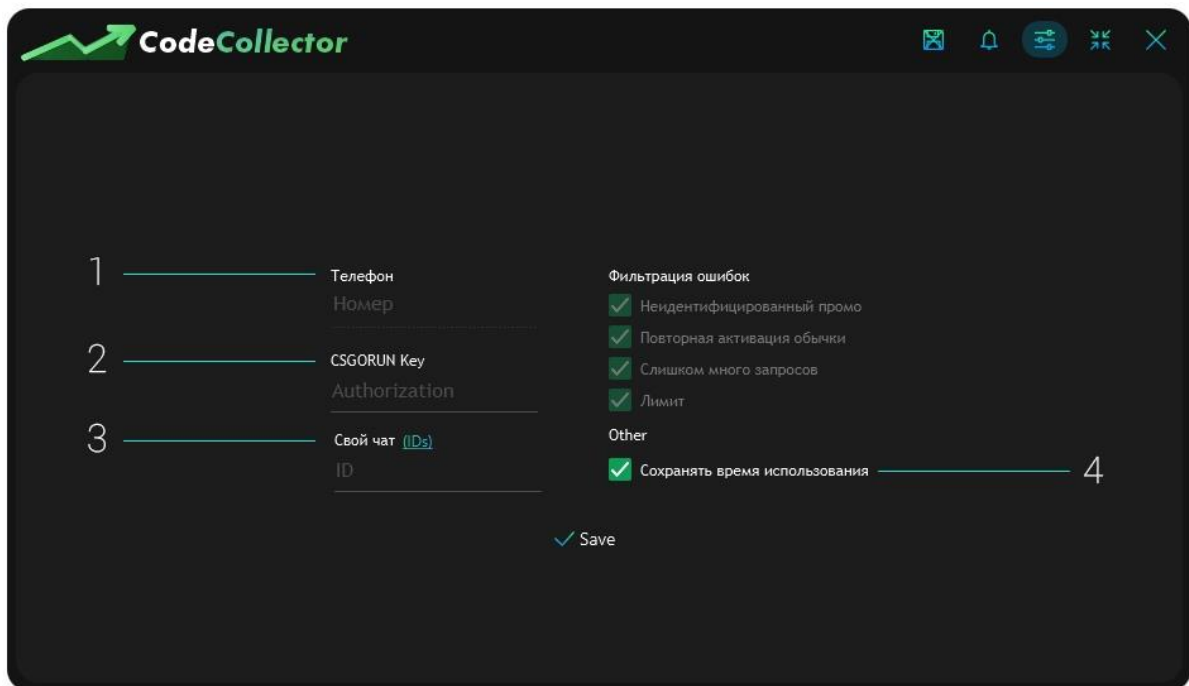 CodeCollector
1
Телефон
Номер
2
CSGORUN Key
Authorization
3
Свой чат (IDs)
ID
Фильтрация ошибок
Неидентифицированный промо
Повторная активация обычки
Слишком много запросов
Лимит
Other
Сохранять время использования
4
Save